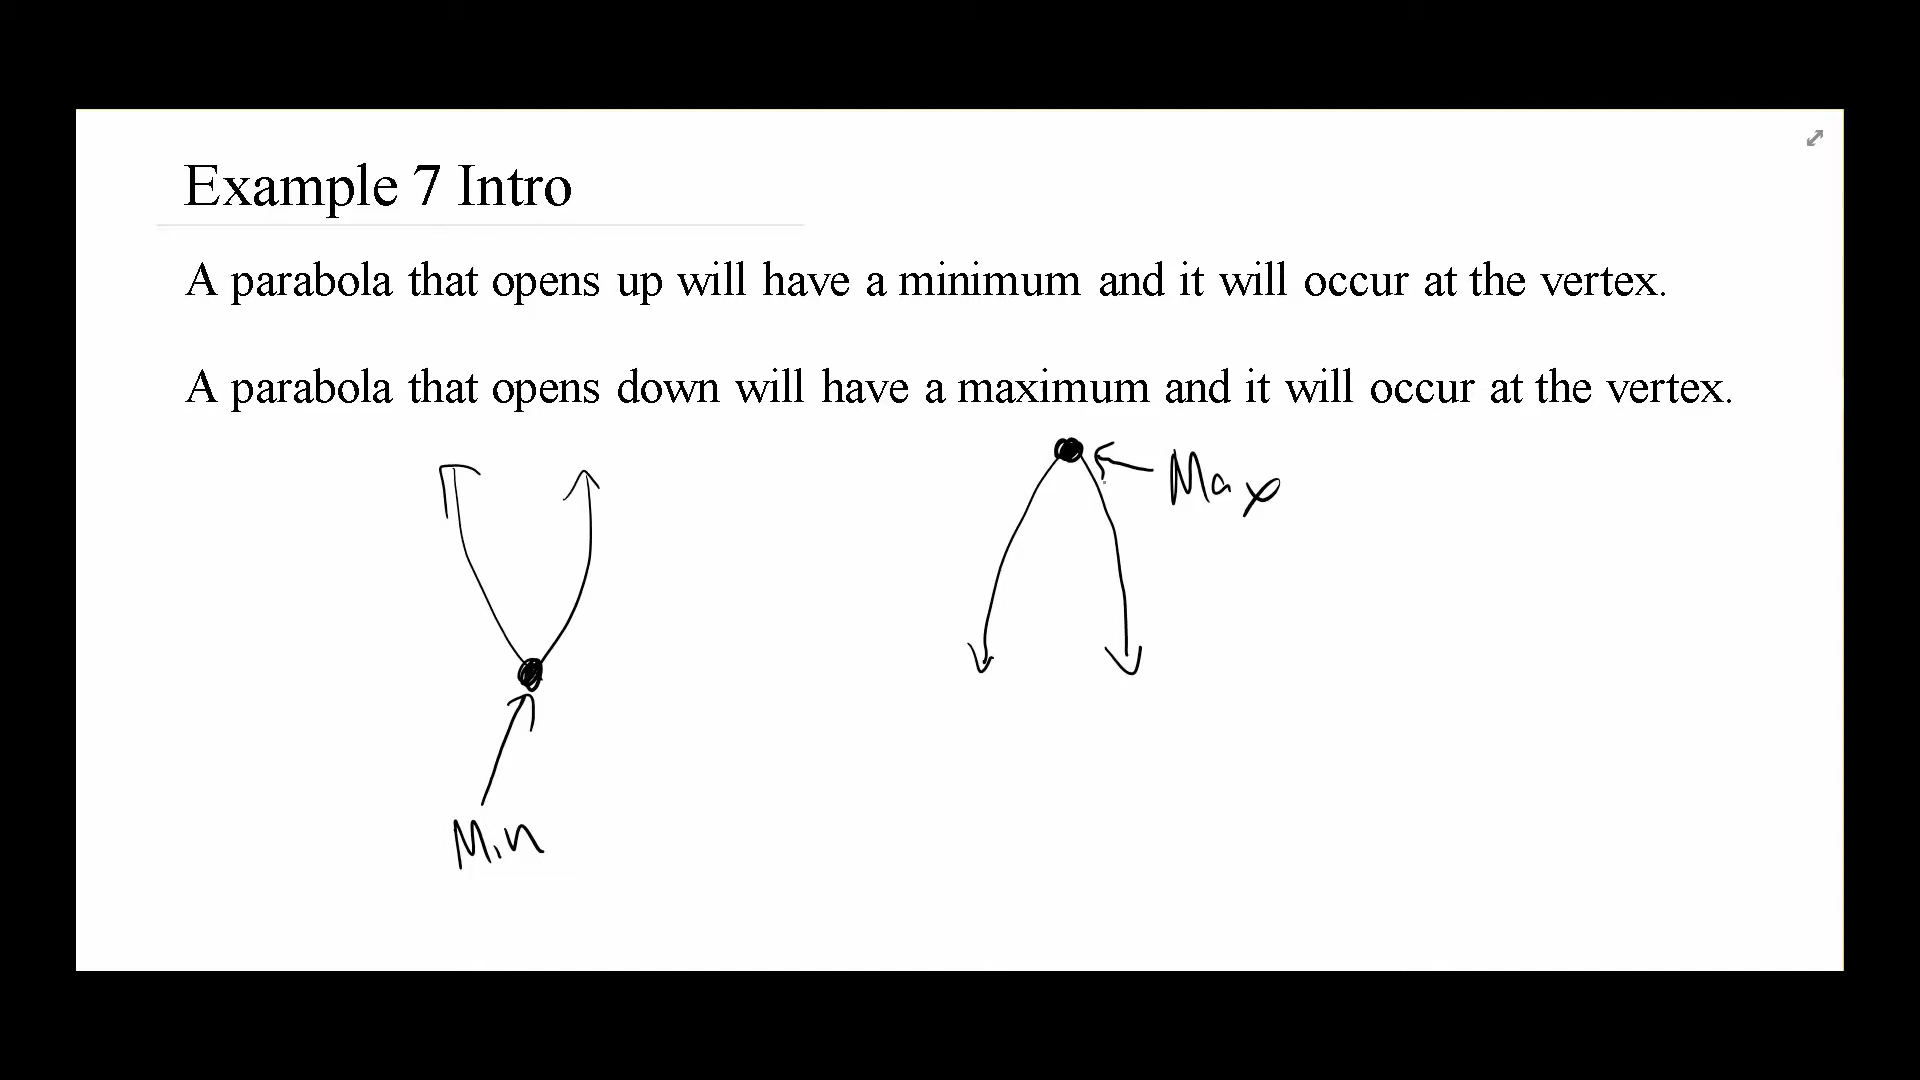 Example 7 Intro
A parabola that opens up will have a minimum and it will occur at the vertex.
A parabola that opens down will have a maximum and it will occur at the vertex.
Max
Min